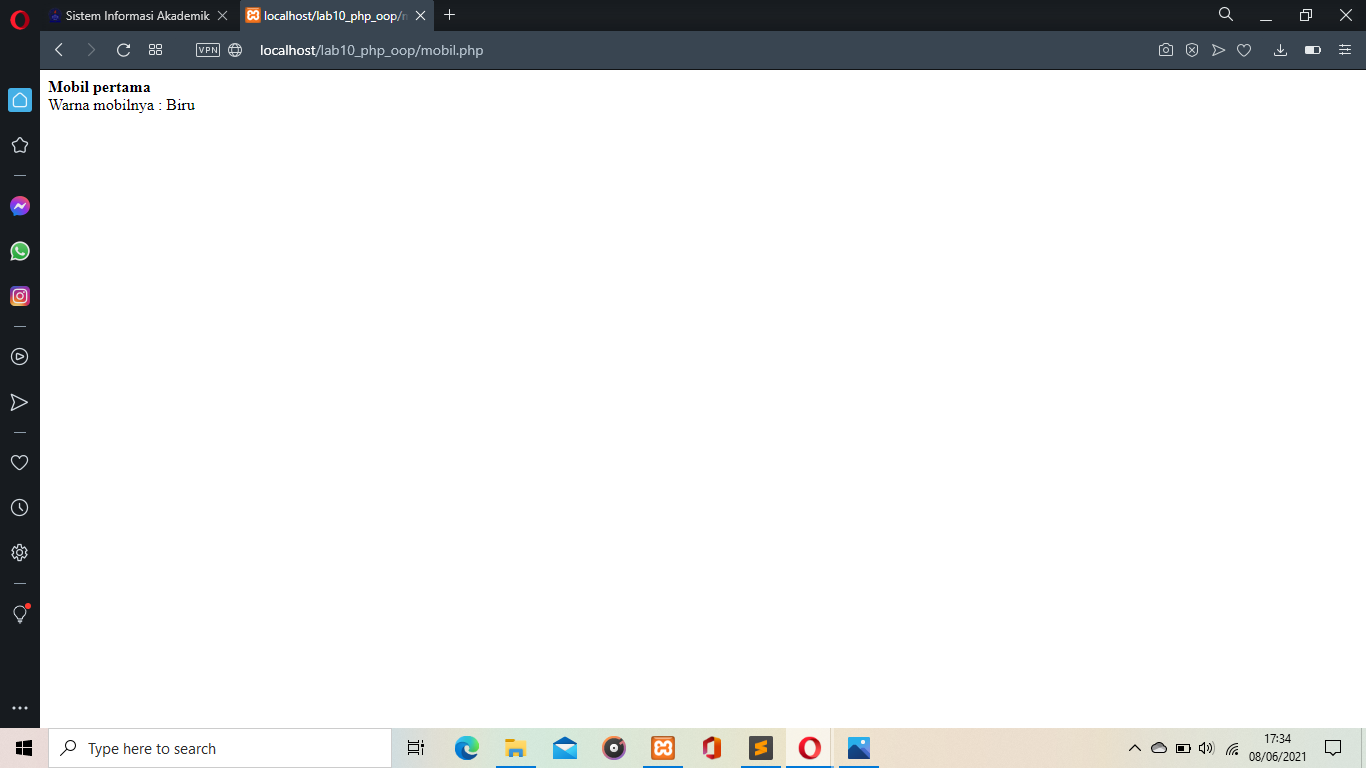 Sistem Informasi Akademik
localhost/lab10_php_oop/m
VPN
localhost/lab10_php_oop/mobil.php
Mobil pertama
Warna mobilnya : Biru
Type here to search
17:34
08/06/2021